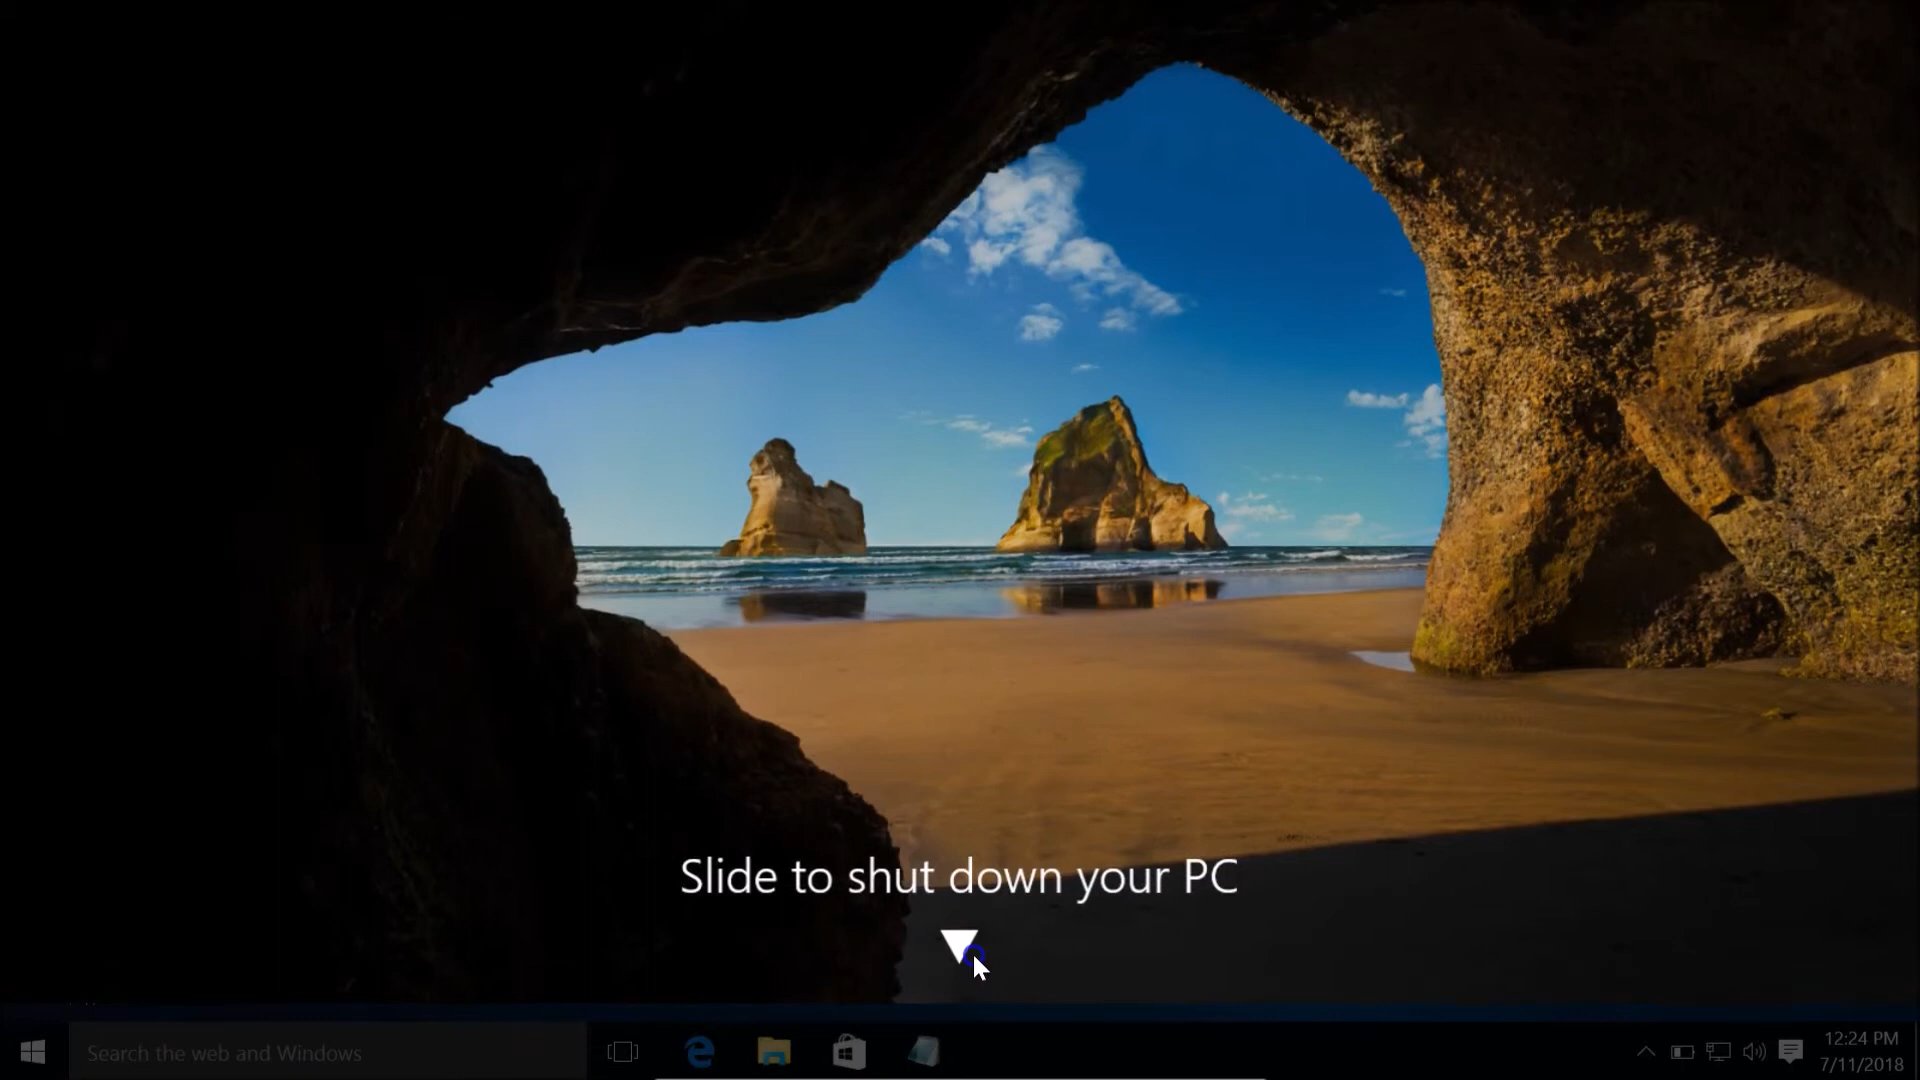 Slide to shut down your PC
Search the web and Windows
12:24 PM
7/11/2018